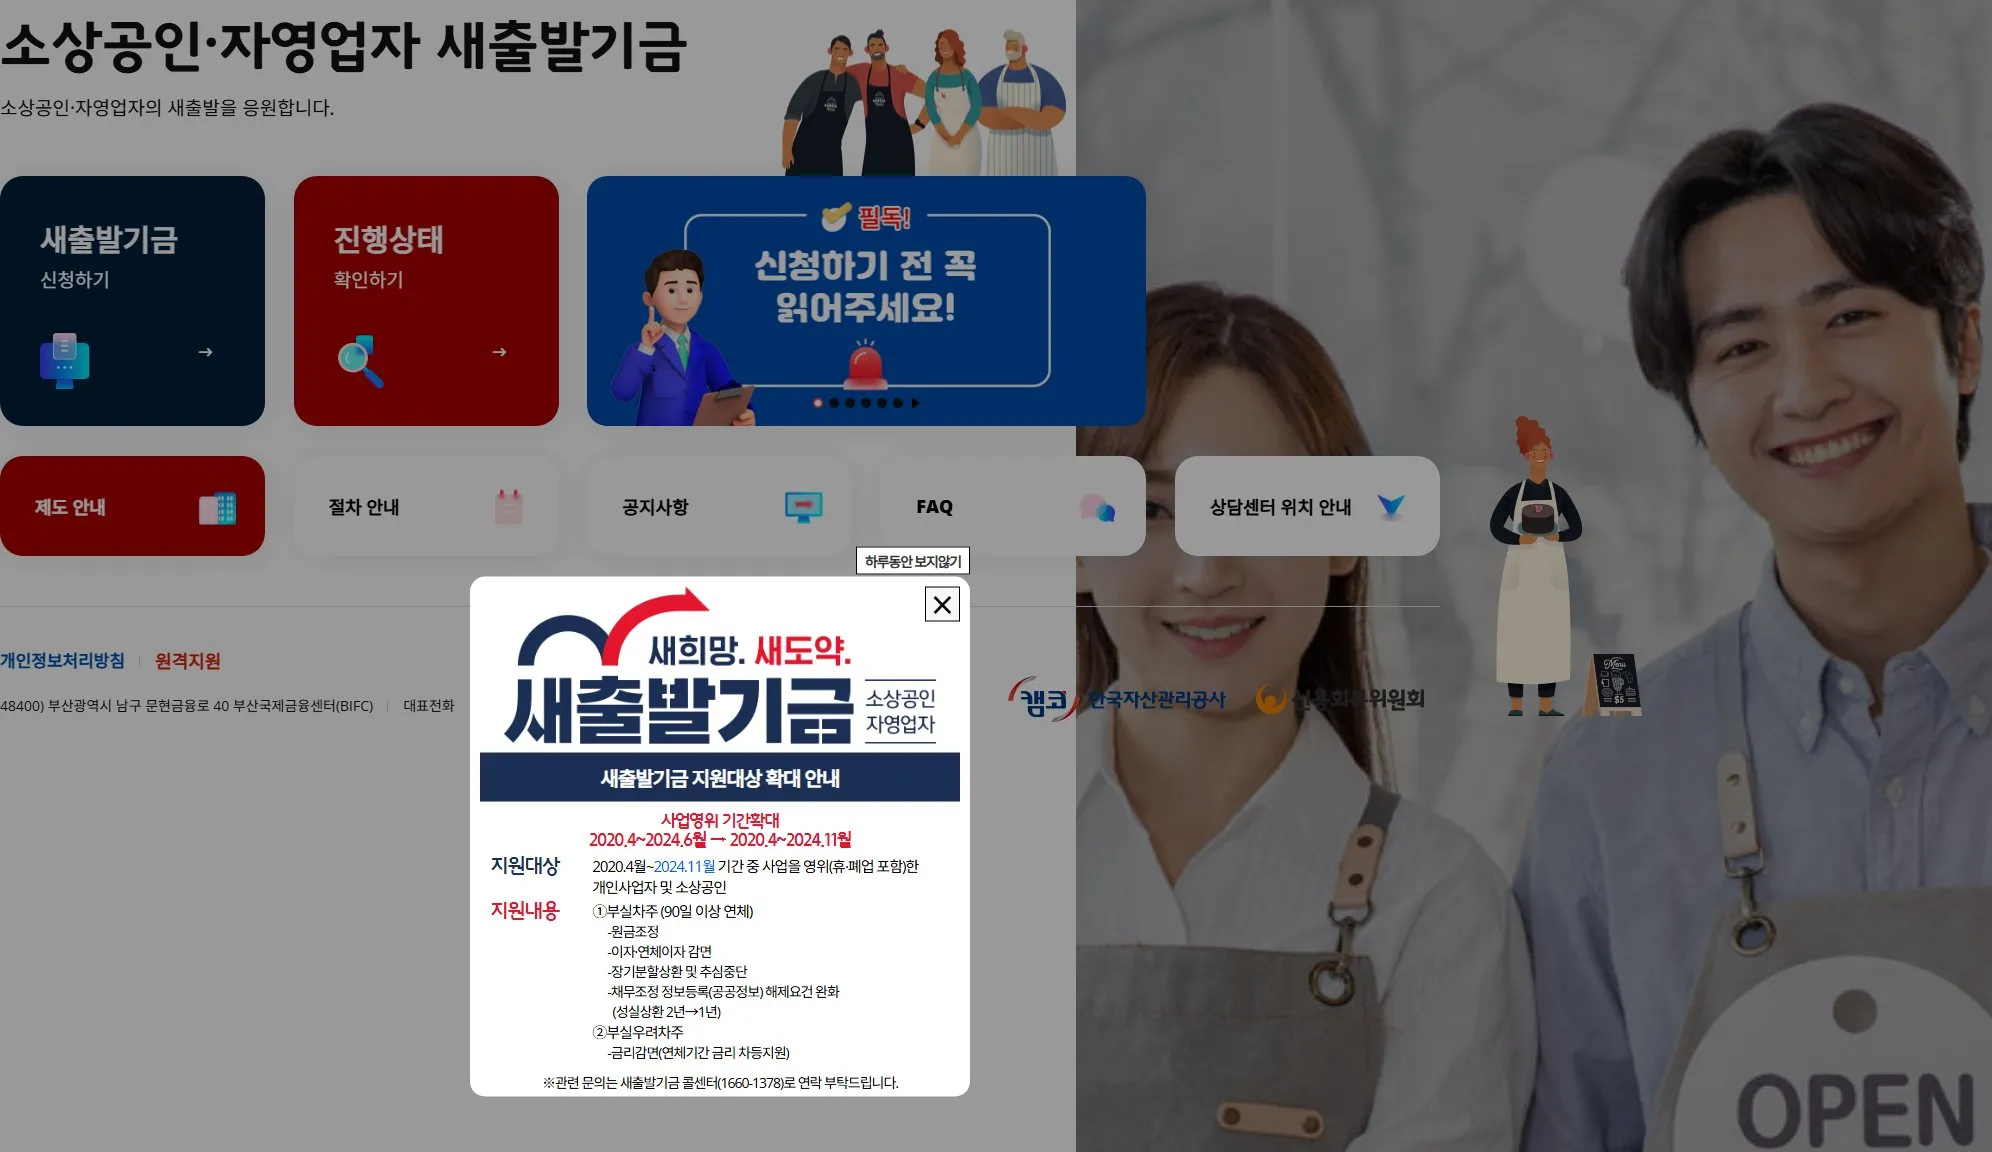 소상공인·자영업자 새출발기금
소상공인·자영업자의 새출발을 응원합니다.
새출발기금
신청하기
진행상태
확인하기
필독!
신청하기 전 꼭
읽어주세요!
제도 안내
절차 안내
공지사항
FAQ
상담센터 위치 안내
하루동안 보지않기
새희망. 새도약.
새출발기금
소상공인
자영업자
새출발기금 지원대상 확대 안내
사업영위 기간확대
2020.4~2024.6월 → 2020.4~2024.11월
지원대상 2020.4월~2024.11월 기간 중 사업을 영위(휴·폐업 포함)한
개인사업자 및 소상공인
지원내용 ①부실차주 (90일 이상 연체)
-원금조정
-이자·연체이자 감면
-장기분할상환 및 추심중단
-채무조정 정보등록(공공정보) 해제요건 완화
(성실상환 2년→1년)
②부실우려차주
-금리감면(연체기간 금리 차등지원)
※관련 문의는 새출발기금 콜센터(1660-1378)로 연락 부탁드립니다.
개인정보처리방침
원격지원
48400) 부산광역시 남구 문현금융로 40 부산국제금융센터(BIFC)
대표전화
캠코 한국자산관리공사
신용회복위원회
Menu
$5
OPEN